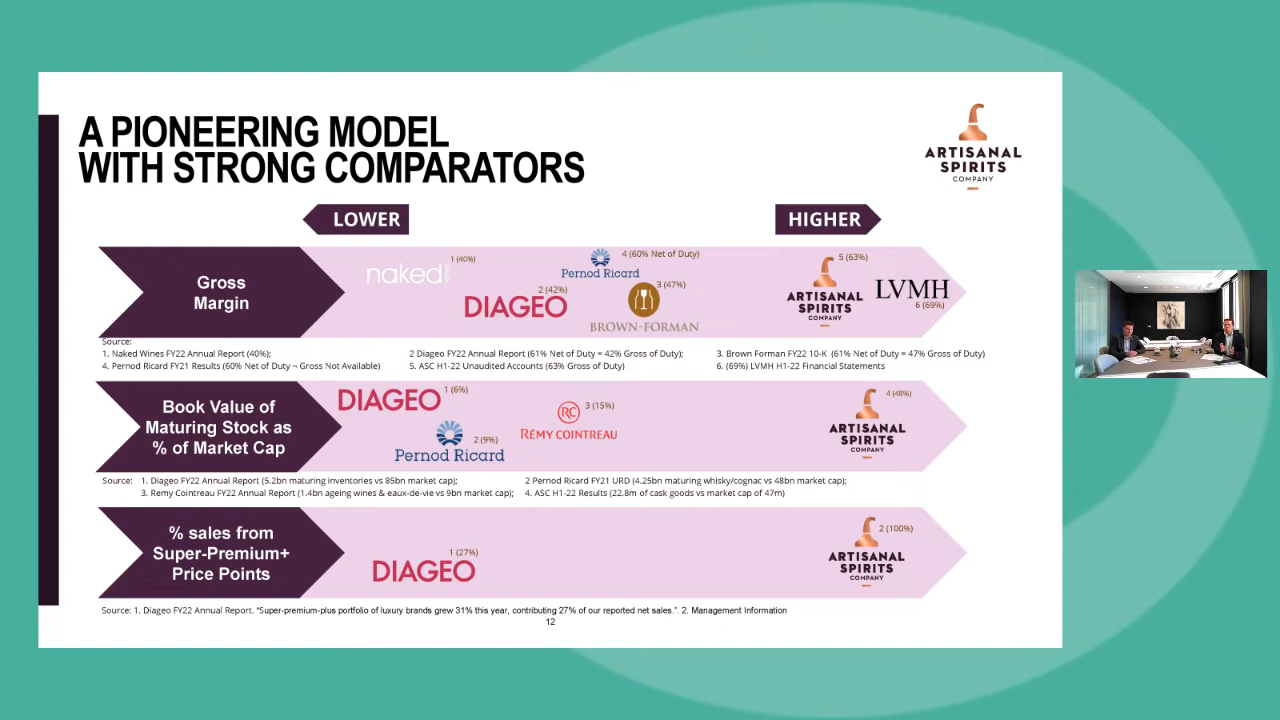 A PIONEERING MODEL
WITH STRONG COMPARATORS
ARTISANAL
SPIRITS
COMPANY
LOWER
HIGHER
Gross
Margin
naked
1 (40%)
DIAGEO
2 (42%)
Pernod Ricard
4 (60% Net of Duty)
3 (47%)
BROWN-FORMAN
ARTISANAL
SPIRITS
COMPANY
5 (63%)
LVMH
6 (69%)
Source:
1. Naked Wines FY22 Annual Report (40%);
2 Diageo FY22 Annual Report (61% Net of Duty = 42% Gross of Duty);
3. Brown Forman FY22 10-K (61% Net of Duty = 47% Gross of Duty)
4. Pernod Ricard FY21 Results (60% Net of Duty ¬ Gross Not Available)
5. ASC H1-22 Unaudited Accounts (63% Gross of Duty)
6. (69%) LVMH H1-22 Financial Statements
Book Value of
Maturing Stock as
% of Market Cap
DIAGEO
1 (6%)
Pernod Ricard
2 (9%)
RC
RÉMY COINTREAU
3 (15%)
ARTISANAL
SPIRITS
COMPANY
4 (48%)
Source: 1. Diageo FY22 Annual Report (5.2bn maturing inventories vs 85bn market cap);
2 Pernod Ricard FY21 URD (4.25bn maturing whisky/cognac vs 48bn market cap);
3. Remy Cointreau FY22 Annual Report (1.4bn ageing wines & eaux-de-vie vs 9bn market cap);
4. ASC H1-22 Results (22.8m of cask goods vs market cap of 47m)
% sales from
Super-Premium+
Price Points
DIAGEO
1 (27%)
ARTISANAL
SPIRITS
COMPANY
2 (100%)
Source: 1. Diageo FY22 Annual Report. “Super-premium-plus portfolio of luxury brands grew 31% this year, contributing 27% of our reported net sales.”. 2. Management Information
12